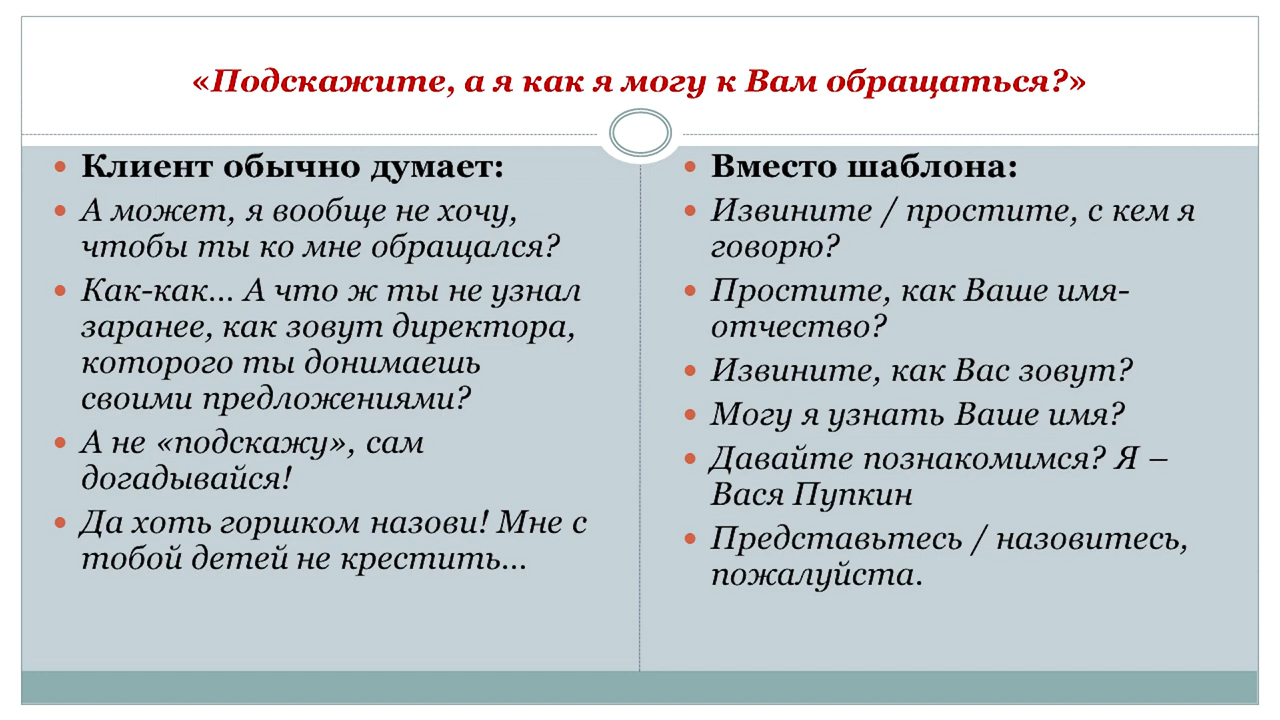 «Подскажите, а я как я могу к Вам обращаться?»
Клиент обычно думает:
А может, я вообще не хочу,
чтобы ты ко мне обращался?
Как-как... А что ж ты не узнал
заранее, как зовут директора,
которого ты донимаешь
своими предложениями?
А не «подскажу», сам
догадывайся!
Да хоть горшком назови! Мне с
тобой детей не крестить...
Вместо шаблона:
Извините / простите, с кем я
говорю?
Простите, как Ваше имя-
отчество?
Извините, как Вас зовут?
Могу я узнать Ваше имя?
Давайте познакомимся? Я –
Вася Пупкин
Представьтесь / назовитесь,
пожалуйста.